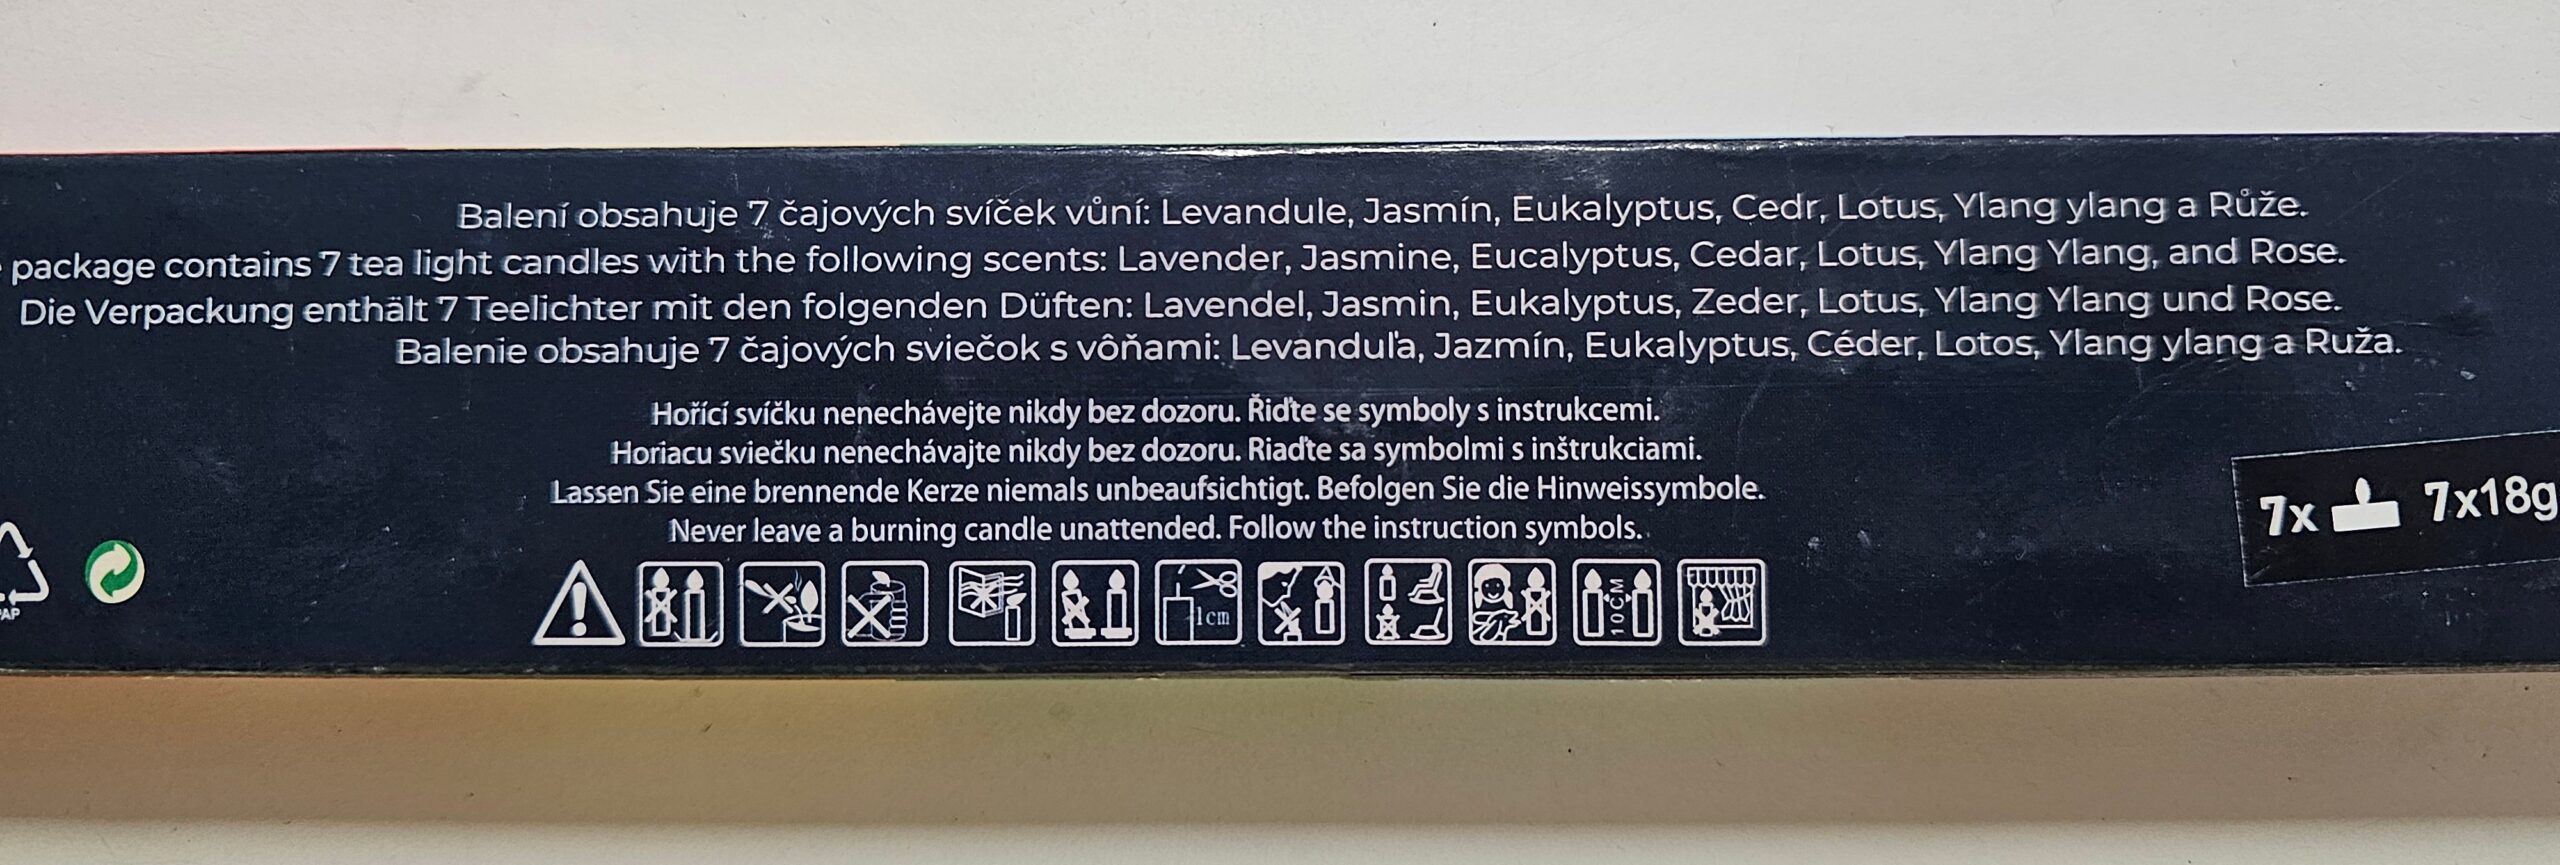 Balení obsahuje 7 čajových svíček vůní: Levandule, Jasmín, Eukalyptus, Cedr, Lotus, Ylang ylang a Růže.
package contains 7 tea light candles with the following scents: Lavender, Jasmine, Eucalyptus, Cedar, Lotus, Ylang Ylang, and Rose.
Die Verpackung enthält 7 Teelichter mit den folgenden Düften: Lavendel, Jasmin, Eukalyptus, Zeder, Lotus, Ylang Ylang und Rose.
Balenie obsahuje 7 čajových sviečok s vôňami: Levanduľa, Jazmín, Eukalyptus, Céder, Lotos, Ylang ylang a Ruža.
Hořící svíčku nenechávejte nikdy bez dozoru. Řiďte se symboly s instrukcemi.
Horiacu sviečku nenechávajte nikdy bez dozoru. Riaďte sa symbolmi s inštrukciami.
Lassen Sie eine brennende Kerze niemals unbeaufsichtigt. Befolgen Sie die Hinweissymbole.
Never leave a burning candle unattended. Follow the instruction symbols.
7x 7x18g
PAP
1cm
10CM